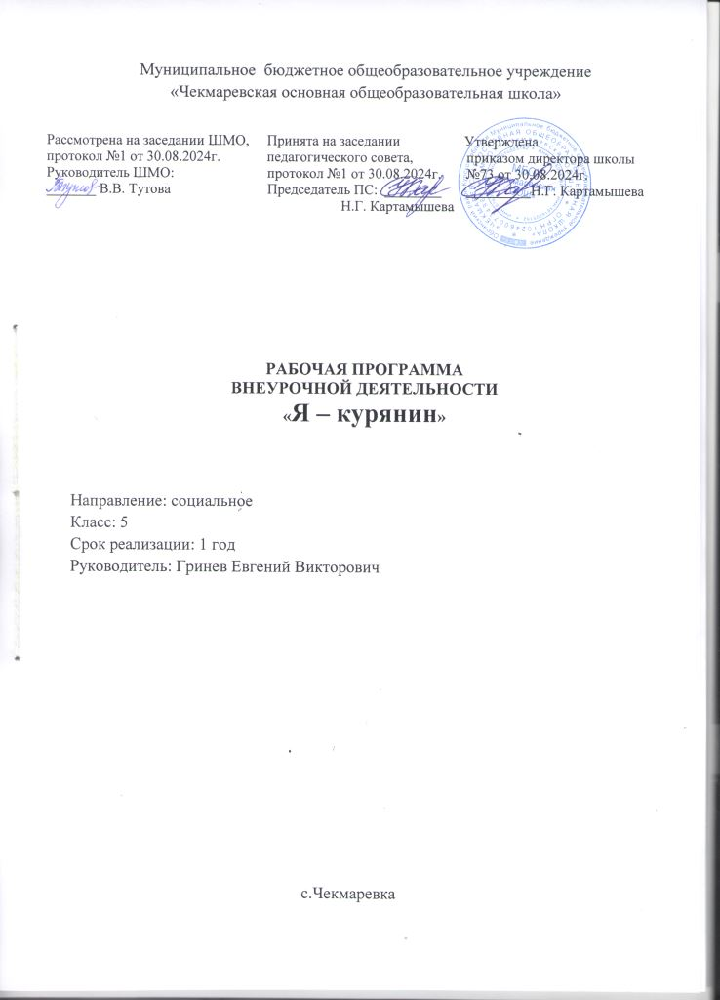 Муниципальное бюджетное общеобразовательное учреждение
«Чекмаревская основная общеобразовательная школа»
Рассмотрена на заседании ШМО,
протокол №1 от 30.08.2024г.
Руководитель ШМО:
В.В. Тутова
Принята на заседании
педагогического совета,
протокол №1 от 30.08.2024г.
Председатель ПС:
Н.Г. Картамышева
Утверждена
приказом директора школы
№73 от 30.08.2024г.
Н.Г. Картамышева
РАБОЧАЯ ПРОГРАММА
ВНЕУРОЧНОЙ ДЕЯТЕЛЬНОСТИ
«Я – курянин»
Направление: социальное
Класс: 5
Срок реализации: 1 год
Руководитель: Гринев Евгений Викторович
с.Чекмаревка